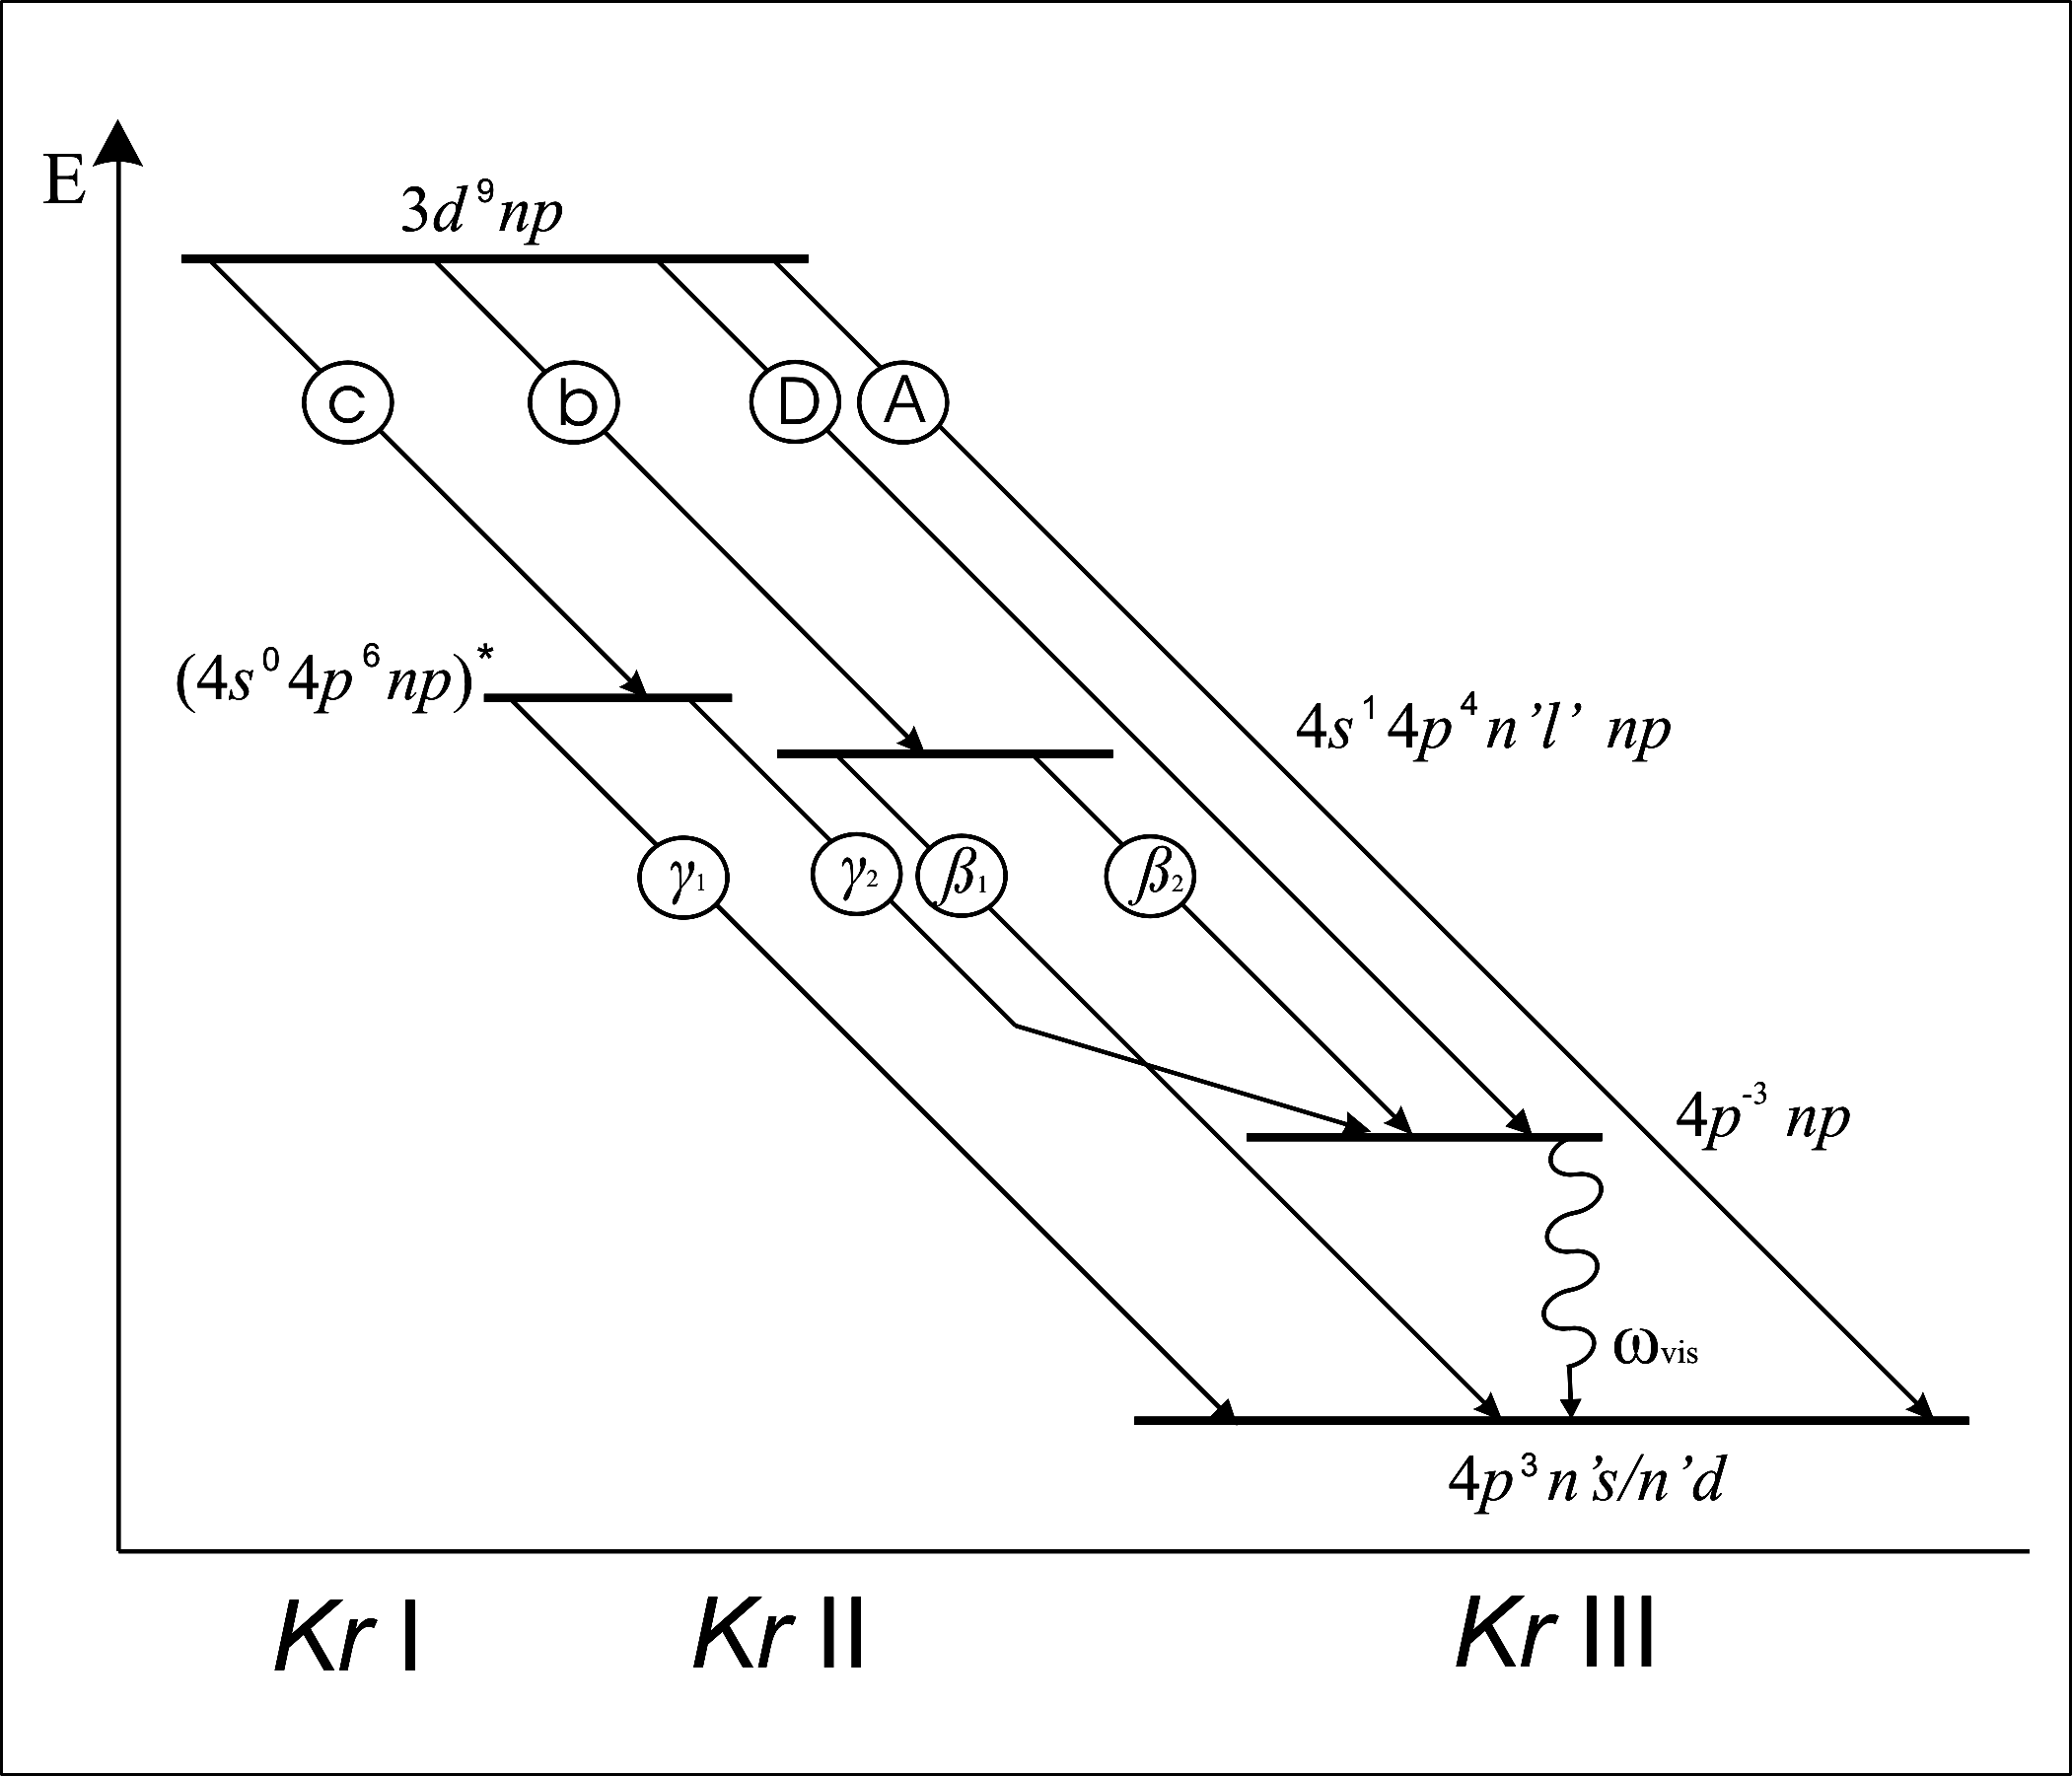 E
3d⁹np
c
b
D
A
(4s⁰4p⁶np)*
4s¹4p⁴n’l’ np
γ₁
γ₂
β₁
β₂
4p⁻³ np
ωvis
4p³n’s/n’d
Kr I
Kr II
Kr III